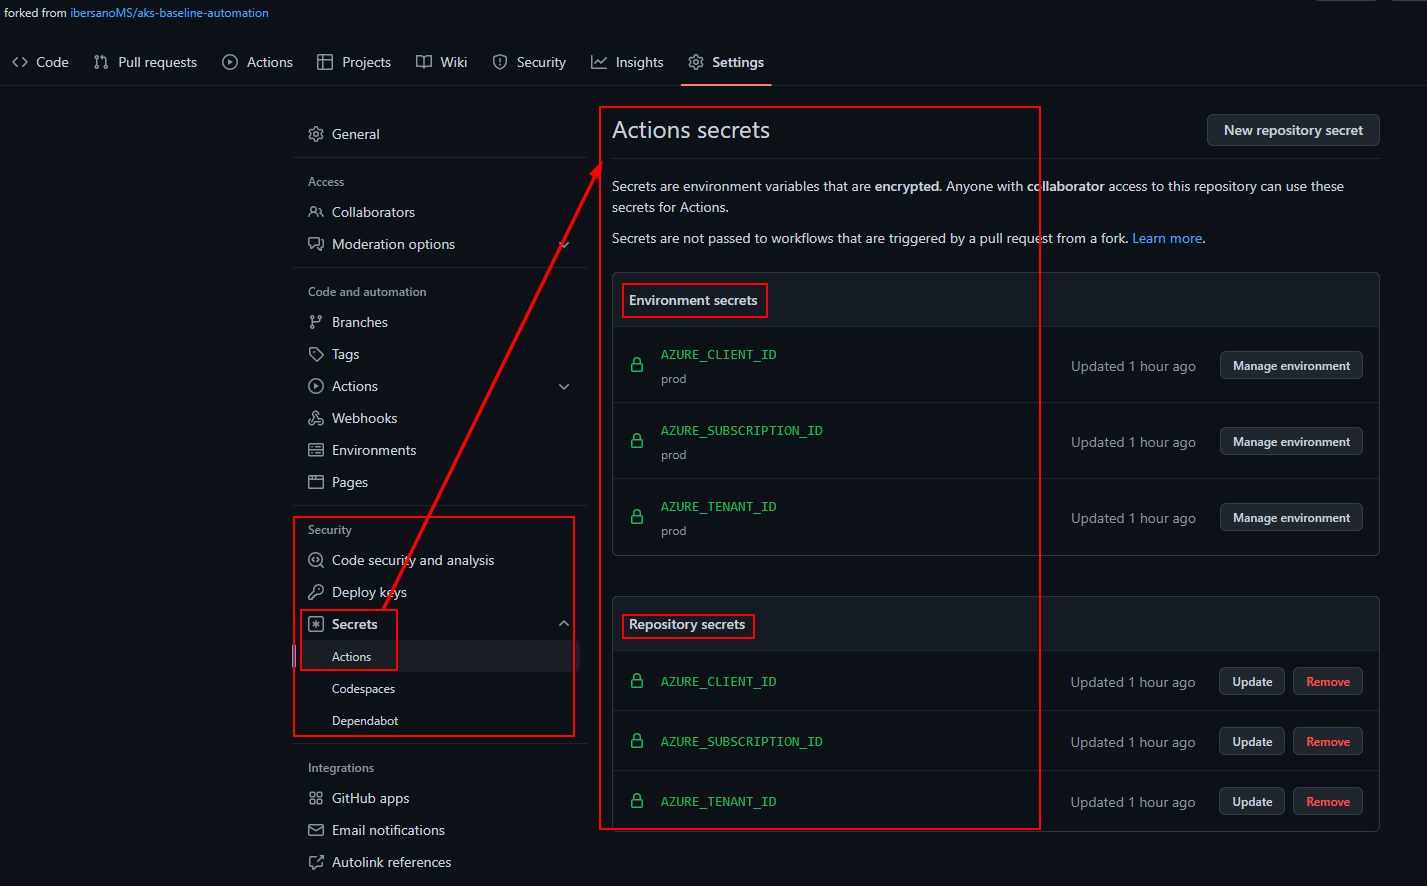 forked from ibersanoMS/aks-baseline-automation
Code Pull requests Actions Projects Wiki Security Insights Settings
General
Access
Collaborators
Moderation options
Code and automation
Branches
Tags
Actions
Webhooks
Environments
Pages
Security
Code security and analysis
Deploy keys
Secrets
Actions
Codespaces
Dependabot
Integrations
GitHub apps
Email notifications
Autolink references
Actions secrets
New repository secret
Secrets are environment variables that are encrypted. Anyone with collaborator access to this repository can use these
secrets for Actions.
Secrets are not passed to workflows that are triggered by a pull request from a fork. Learn more.
Environment secrets
AZURE_CLIENT_ID
prod
Updated 1 hour ago Manage environment
AZURE_SUBSCRIPTION_ID
prod
Updated 1 hour ago Manage environment
AZURE_TENANT_ID
prod
Updated 1 hour ago Manage environment
Repository secrets
AZURE_CLIENT_ID Updated 1 hour ago Update Remove
AZURE_SUBSCRIPTION_ID Updated 1 hour ago Update Remove
AZURE_TENANT_ID Updated 1 hour ago Update Remove